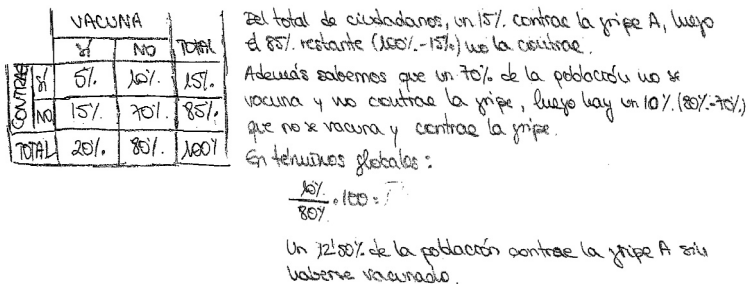 VACUNA
SÍ NO TOTAL
CONTRAE SÍ 5% 10% 15%
NO 15% 70% 85%
TOTAL 20% 80% 100%
Del total de ciudadanos, un 15% contrae la gripe A, luego
el 85% restante (100%-15%) no la contrae.
Además sabemos que un 70% de la población no se
vacuna y no contrae la gripe, luego hay un 10% (80%-70%)
que no se vacuna y contrae la gripe.
En términos globales:
10%
80% · 100 =
Un 12'50% de la población contrae la gripe A sin
haberse vacunado.